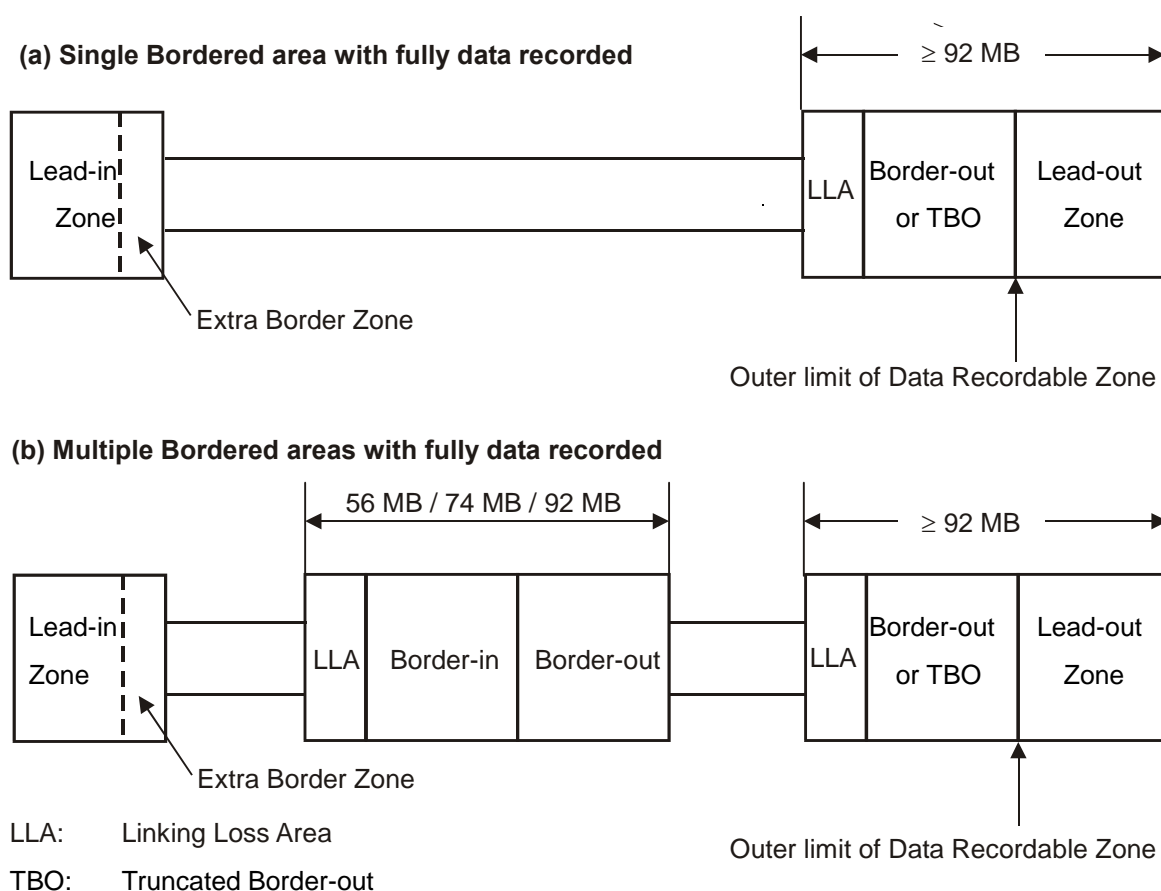 (a) Single Bordered area with fully data recorded
≥ 92 MB
Lead-in
Zone
LLA
Border-out
or TBO
Lead-out
Zone
Extra Border Zone
Outer limit of Data Recordable Zone
(b) Multiple Bordered areas with fully data recorded
56 MB / 74 MB / 92 MB
≥ 92 MB
Lead-in
Zone
LLA
Border-in
Border-out
LLA
Border-out
or TBO
Lead-out
Zone
Extra Border Zone
Outer limit of Data Recordable Zone
LLA: Linking Loss Area
TBO: Truncated Border-out